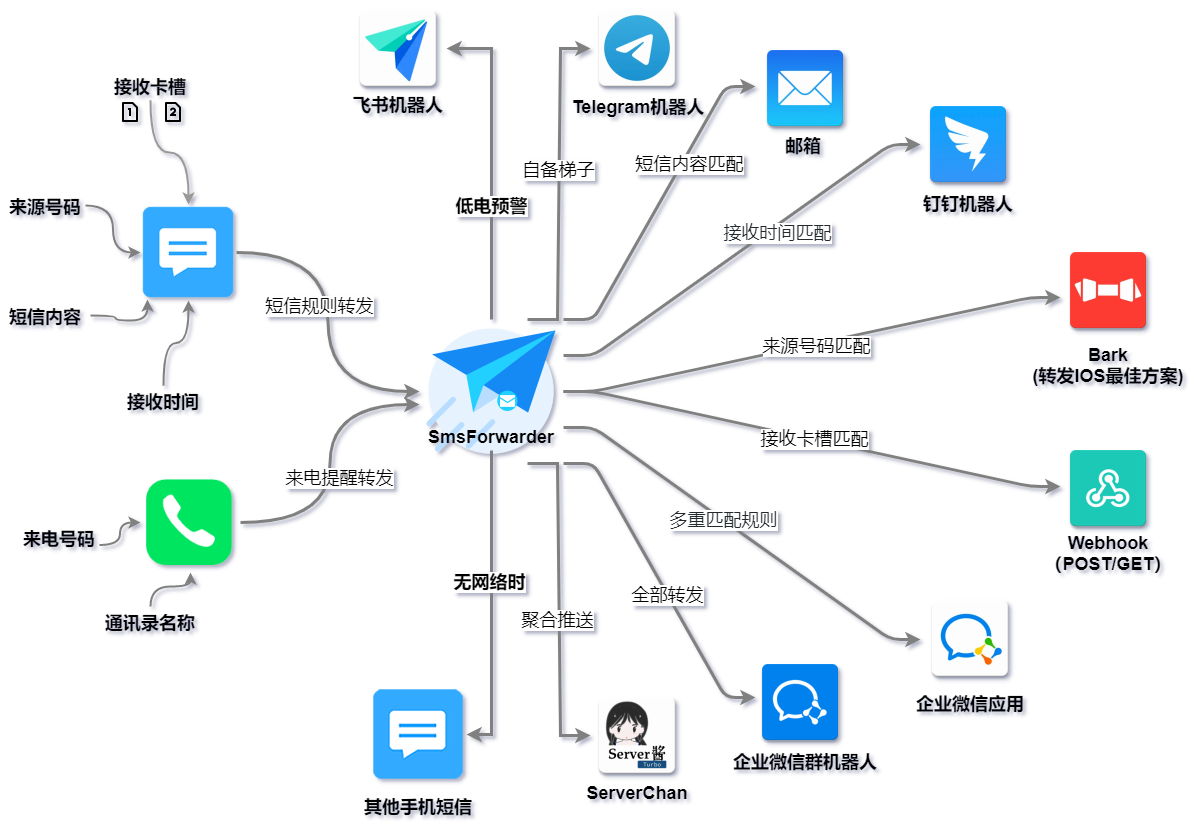 接收卡槽
1 2
来源号码
短信内容
接收时间
短信规则转发
来电提醒转发
来电号码
通讯录名称
SmsForwarder
低电预警
飞书机器人
自备梯子
Telegram机器人
短信内容匹配
邮箱
接收时间匹配
钉钉机器人
来源号码匹配
Bark
(转发IOS最佳方案)
接收卡槽匹配
Webhook
（POST/GET)
多重匹配规则
企业微信应用
全部转发
企业微信群机器人
聚合推送
Server酱
Turbo
ServerChan
无网络时
其他手机短信